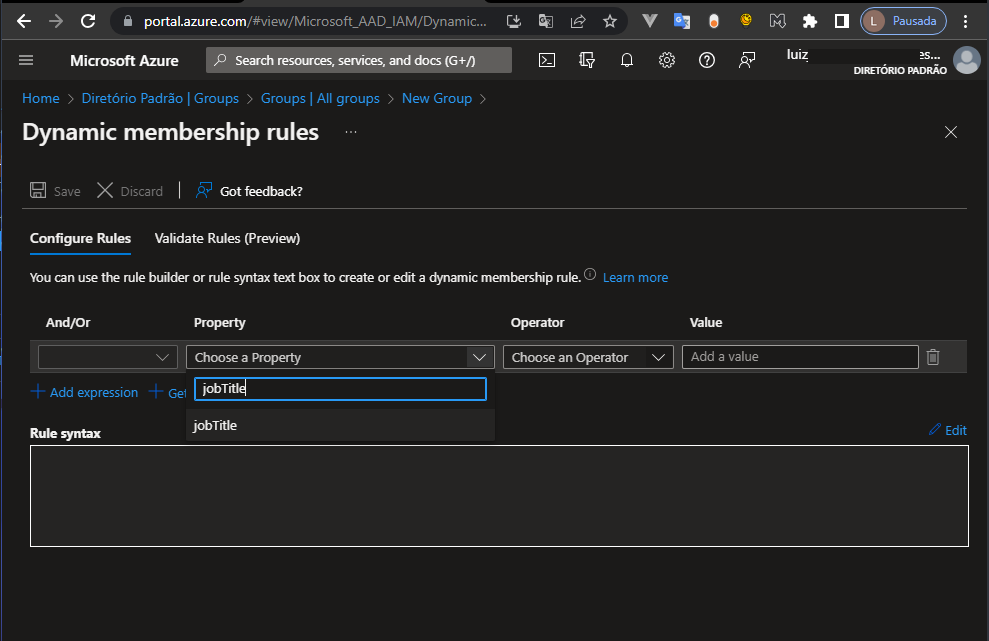 portal.azure.com/#view/Microsoft_AAD_IAM/Dynamic...
L Pausada
Microsoft Azure
Search resources, services, and docs (G+/)
luiz
es...
DIRETÓRIO PADRÃO
Home > Diretório Padrão | Groups > Groups | All groups > New Group >
Dynamic membership rules ...
Save Discard | Got feedback?
Configure Rules Validate Rules (Preview)
You can use the rule builder or rule syntax text box to create or edit a dynamic membership rule. Learn more
And/Or Property Operator Value
Choose a Property Choose an Operator Add a value
+ Add expression + Get
jobTitle
jobTitle
Rule syntax Edit